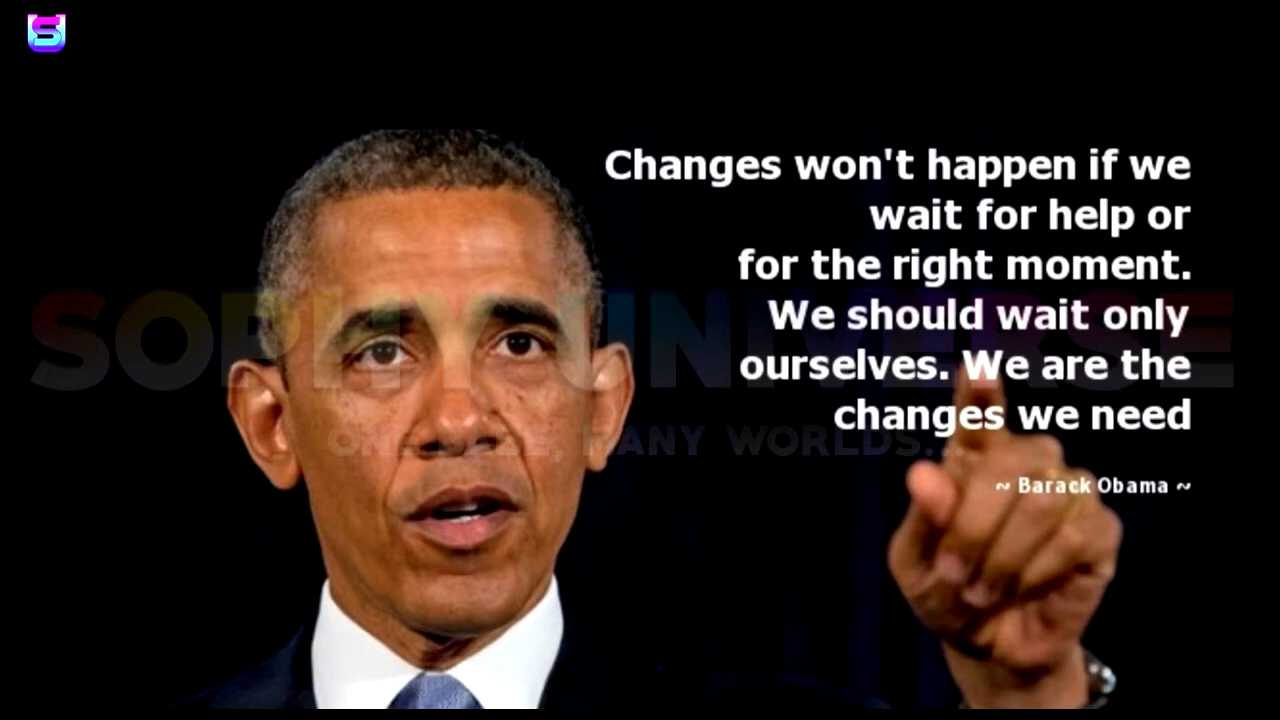 S
Changes won't happen if we
wait for help or
for the right moment.
We should wait only
ourselves. We are the
changes we need
~ Barack Obama ~